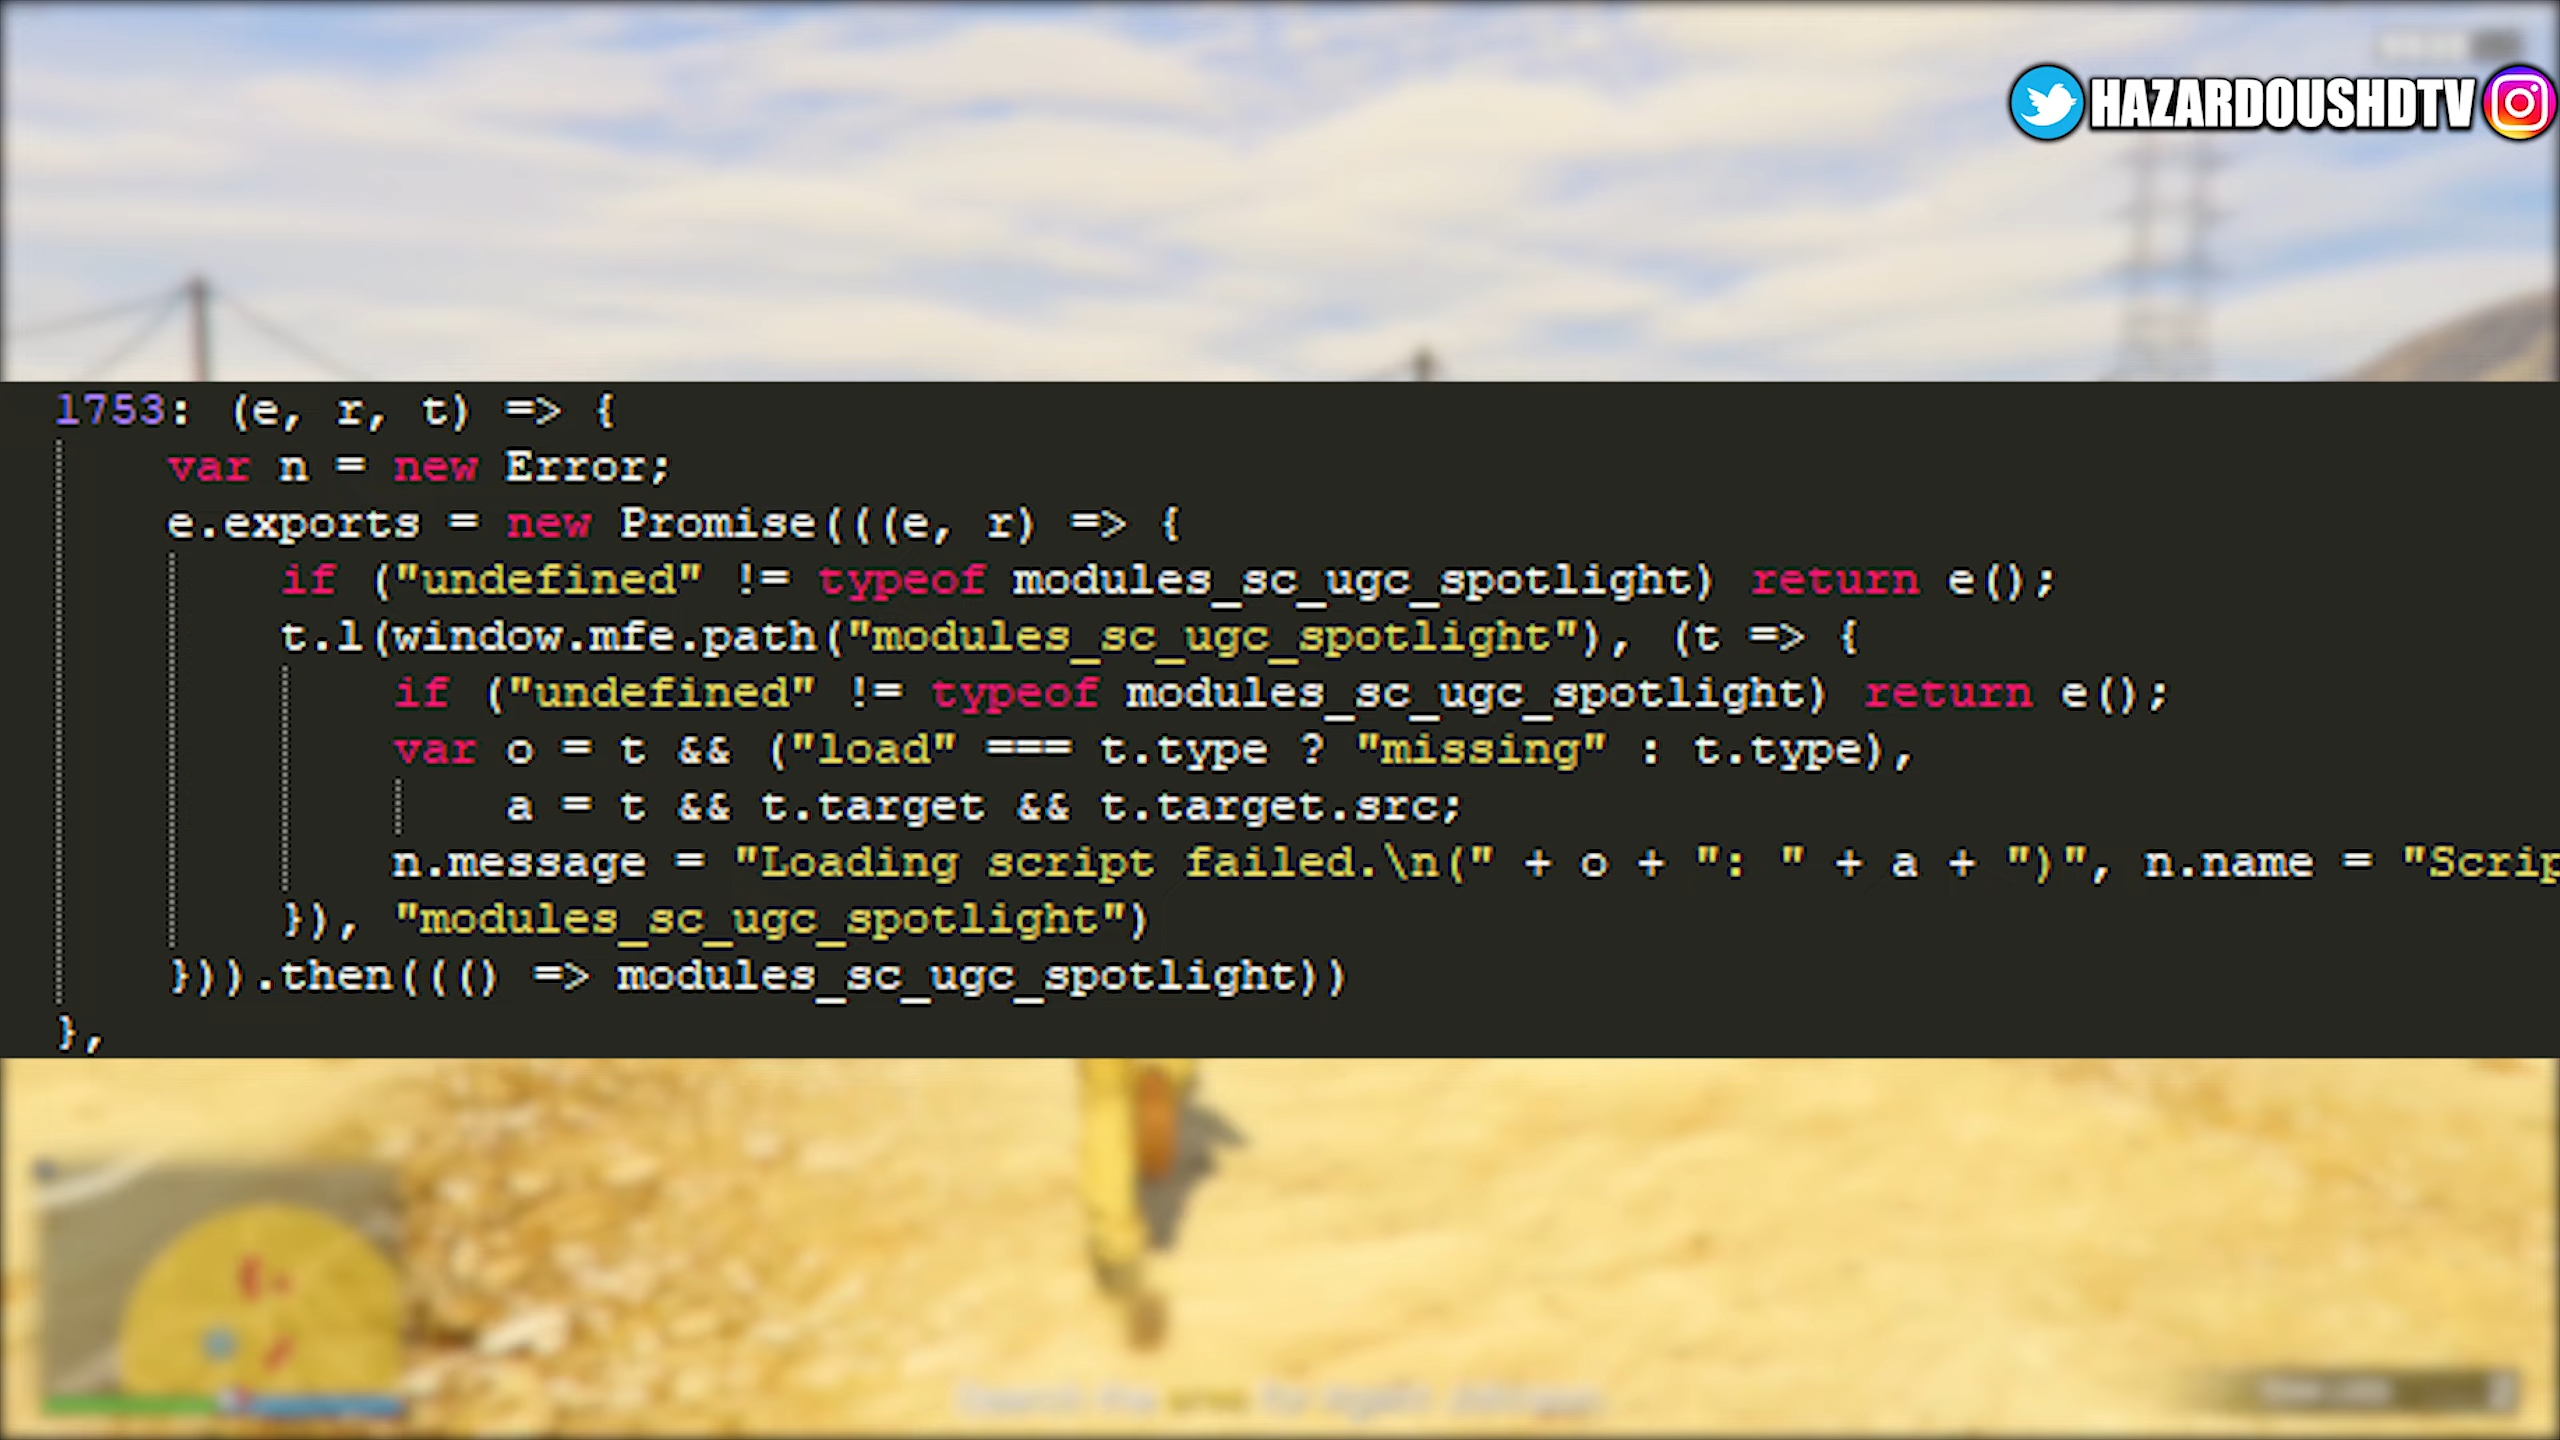 HAZARDOUSHDTV
1753: (e, r, t) => {
var n = new Error;
e.exports = new Promise(((e, r) => {
if ("undefined" != typeof modules_sc_ugc_spotlight) return e();
t.l(window.mfe.path("modules_sc_ugc_spotlight"), (t => {
if ("undefined" != typeof modules_sc_ugc_spotlight) return e();
var o = t && ("load" === t.type ? "missing" : t.type),
a = t && t.target && t.target.src;
n.message = "Loading script failed.\n(" + o + ": " + a + ")", n.name = "Scrip
}), "modules_sc_ugc_spotlight")
})).then((() => modules_sc_ugc_spotlight))
},